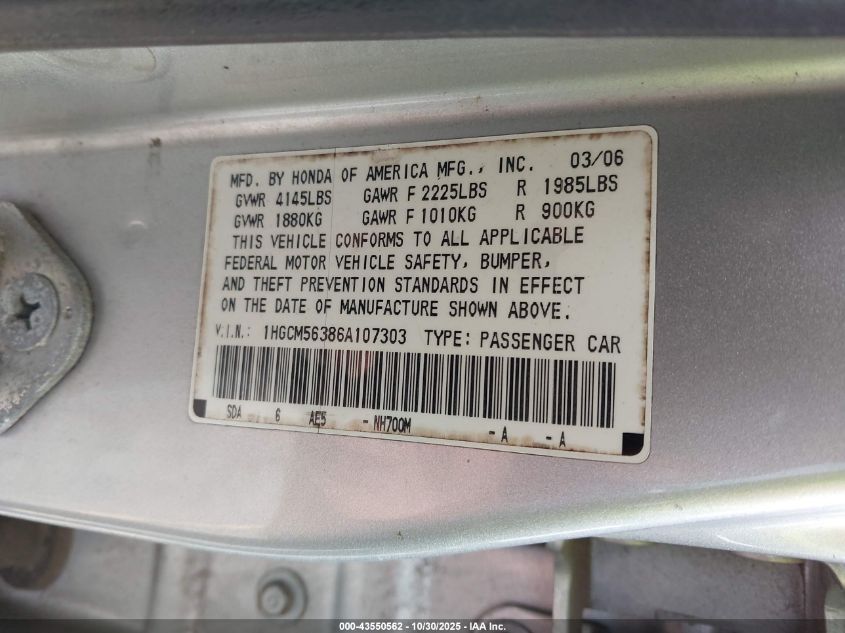 MFD. BY HONDA OF AMERICA MFG., INC. 03/06
GVWR 4145LBS GAWR F 2225LBS R 1985LBS
GVWR 1880KG GAWR F 1010KG R 900KG
THIS VEHICLE CONFORMS TO ALL APPLICABLE
FEDERAL MOTOR VEHICLE SAFETY, BUMPER,
AND THEFT PREVENTION STANDARDS IN EFFECT
ON THE DATE OF MANUFACTURE SHOWN ABOVE.
V.I.N.: 1HGCM56386A107303 TYPE: PASSENGER CAR
SDA 6 AE5 - NH700M - A - A
000-43550562 - 10/30/2025 - IAA Inc.